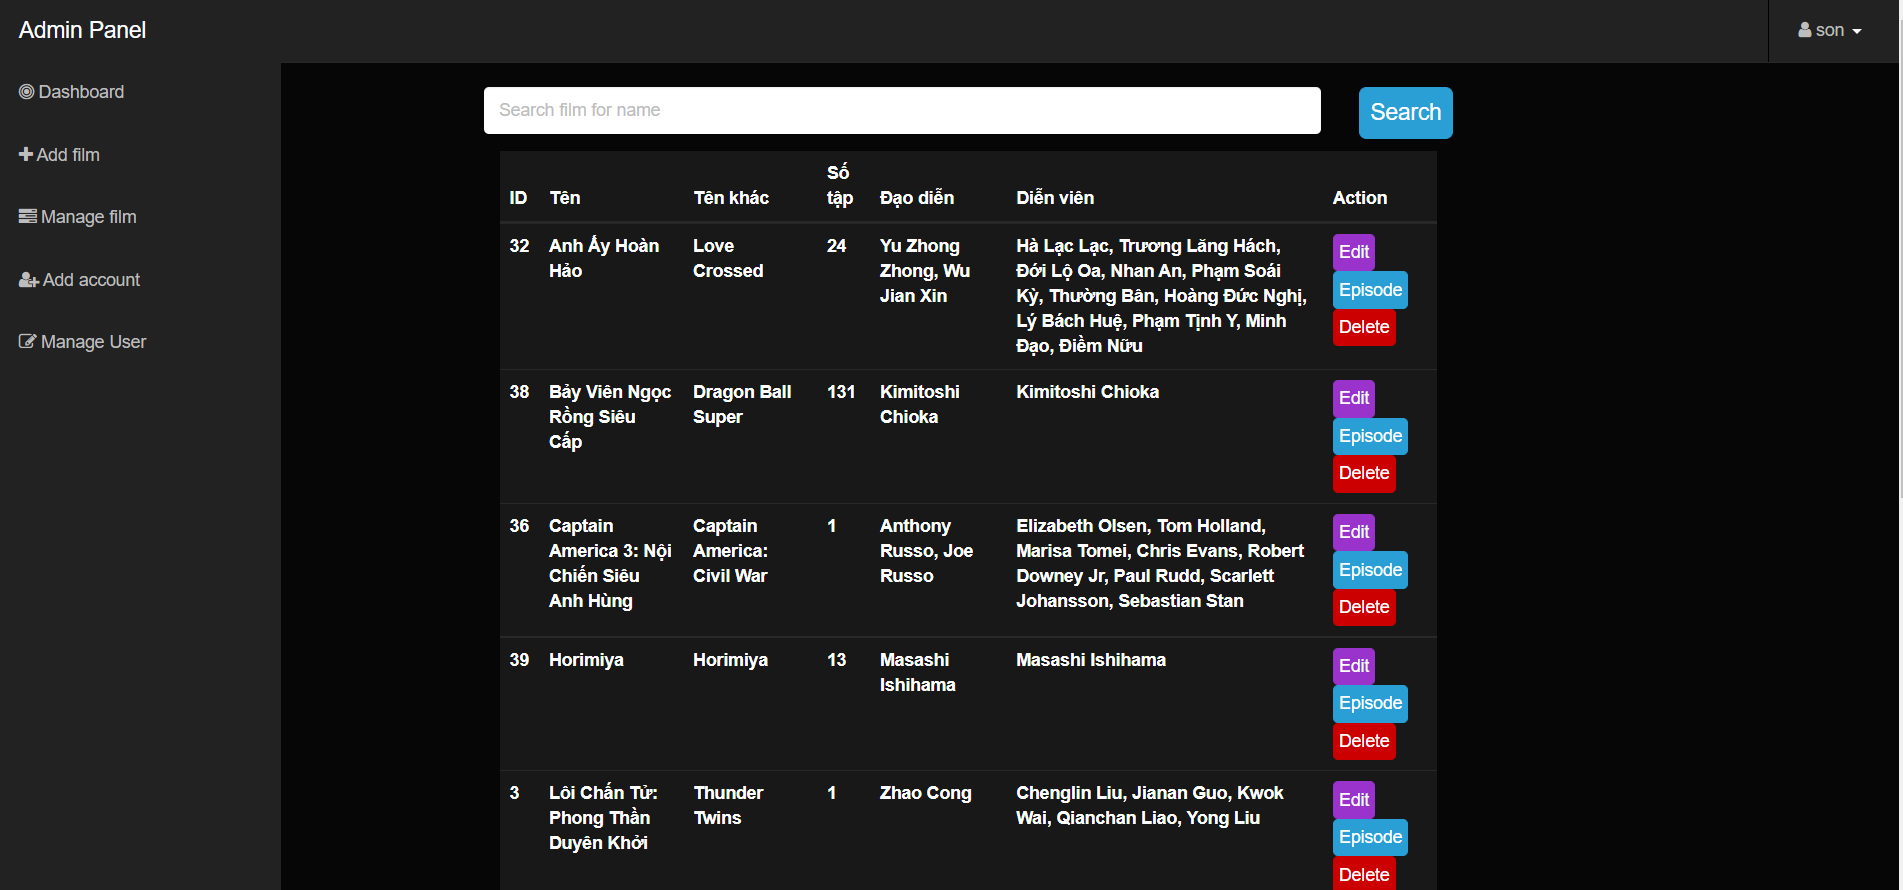 Admin Panel
son
Dashboard
Add film
Manage film
Add account
Manage User
Search film for name
Search
ID Tên Tên khác Số tập Đạo diễn Diễn viên Action
32
Anh Ấy Hoàn
Hảo
Love
Crossed
24
Yu Zhong
Zhong, Wu
Jian Xin
Hà Lạc Lạc, Trương Lăng Hách,
Đới Lộ Oa, Nhan An, Phạm Soái
Kỳ, Thường Bân, Hoàng Đức Nghị,
Lý Bách Huệ, Phạm Tịnh Y, Minh
Đạo, Điềm Nữu
Edit
Episode
Delete
38
Bảy Viên Ngọc
Rồng Siêu
Cấp
Dragon Ball
Super
131
Kimitoshi
Chioka
Kimitoshi Chioka
Edit
Episode
Delete
36
Captain
America 3: Nội
Chiến Siêu
Anh Hùng
Captain
America:
Civil War
1
Anthony
Russo, Joe
Russo
Elizabeth Olsen, Tom Holland,
Marisa Tomei, Chris Evans, Robert
Downey Jr, Paul Rudd, Scarlett
Johansson, Sebastian Stan
Edit
Episode
Delete
39
Horimiya
Horimiya
13
Masashi
Ishihama
Masashi Ishihama
Edit
Episode
Delete
3
Lôi Chấn Tử:
Phong Thần
Duyên Khởi
Thunder
Twins
1
Zhao Cong
Chenglin Liu, Jianan Guo, Kwok
Wai, Qianchan Liao, Yong Liu
Edit
Episode
Delete